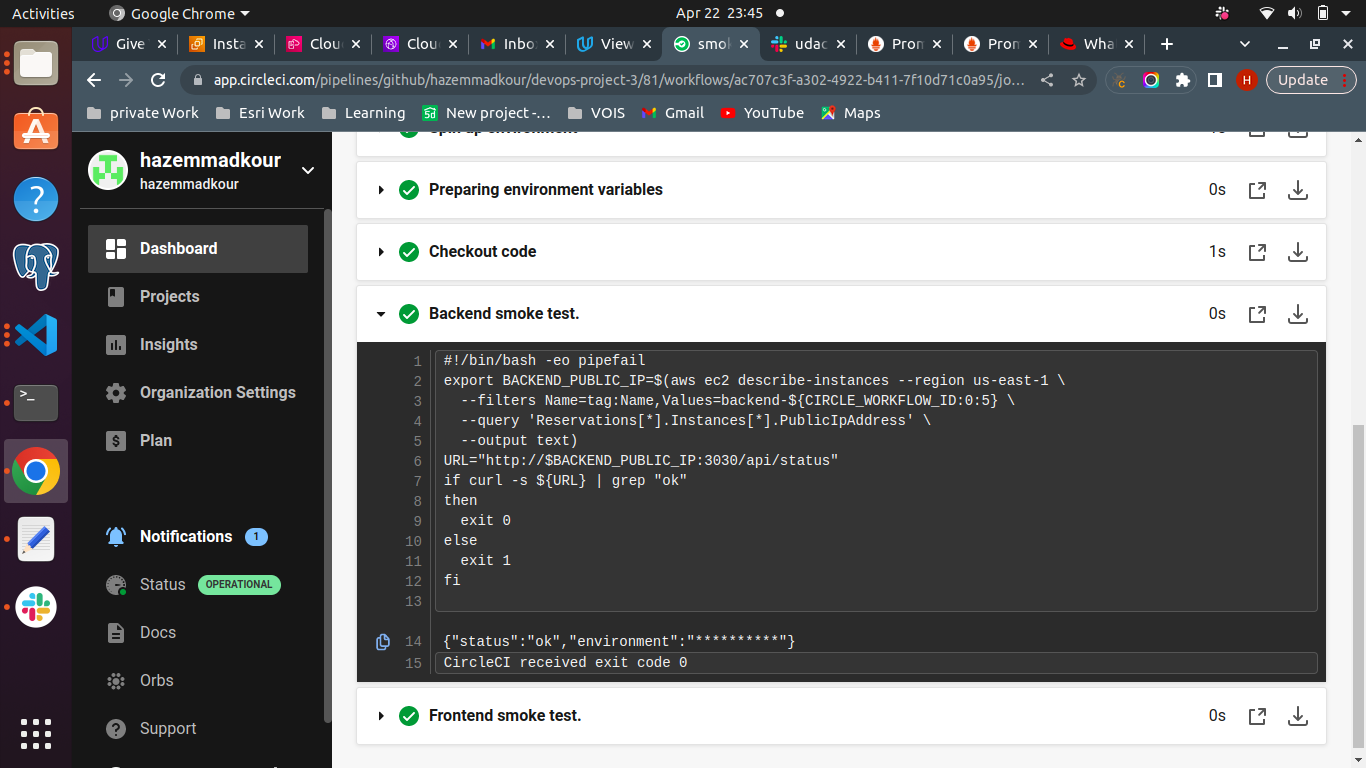 Activities
Google Chrome
Apr 22 23:45
Give
Insta
Clou
Clou
Inbo
View
smok
udac
Pron
Pron
Wha
app.circleci.com/pipelines/github/hazemmadkour/devops-project-3/81/workflows/ac707c3f-a302-4922-b411-7f10d71c0a95/jo...
H
Update
private Work
Esri Work
Learning
New project -...
VOIS
Gmail
YouTube
Maps
hazemmadkour
hazemmadkour
Dashboard
Projects
Insights
Organization Settings
Plan
Notifications 1
Status OPERATIONAL
Docs
Orbs
Support
Spin up environment
Preparing environment variables 0s
Checkout code 1s
Backend smoke test. 0s
1 #!/bin/bash -eo pipefail
2 export BACKEND_PUBLIC_IP=$(aws ec2 describe-instances --region us-east-1 \
3   --filters Name=tag:Name,Values=backend-${CIRCLE_WORKFLOW_ID:0:5} \
4   --query 'Reservations[*].Instances[*].PublicIpAddress' \
5   --output text)
6 URL="http://$BACKEND_PUBLIC_IP:3030/api/status"
7 if curl -s ${URL} | grep "ok"
8 then
9   exit 0
10 else
11   exit 1
12 fi
13
14 {"status":"ok","environment":"**********"}
15 CircleCI received exit code 0
Frontend smoke test. 0s